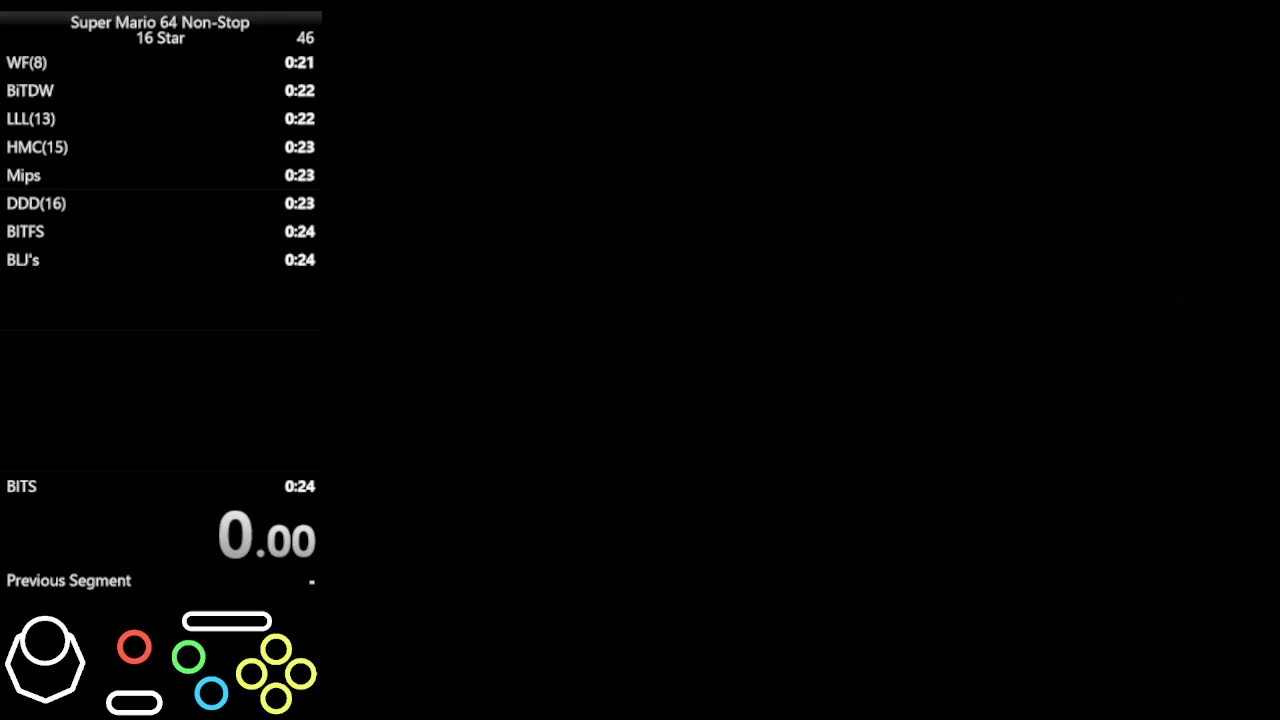 Super Mario 64 Non-Stop
16 Star 46
WF(8) 0:21
BiTDW 0:22
LLL(13) 0:22
HMC(15) 0:23
Mips 0:23
DDD(16) 0:23
BITFS 0:24
BLJ's 0:24
BITS 0:24
0.00
Previous Segment -